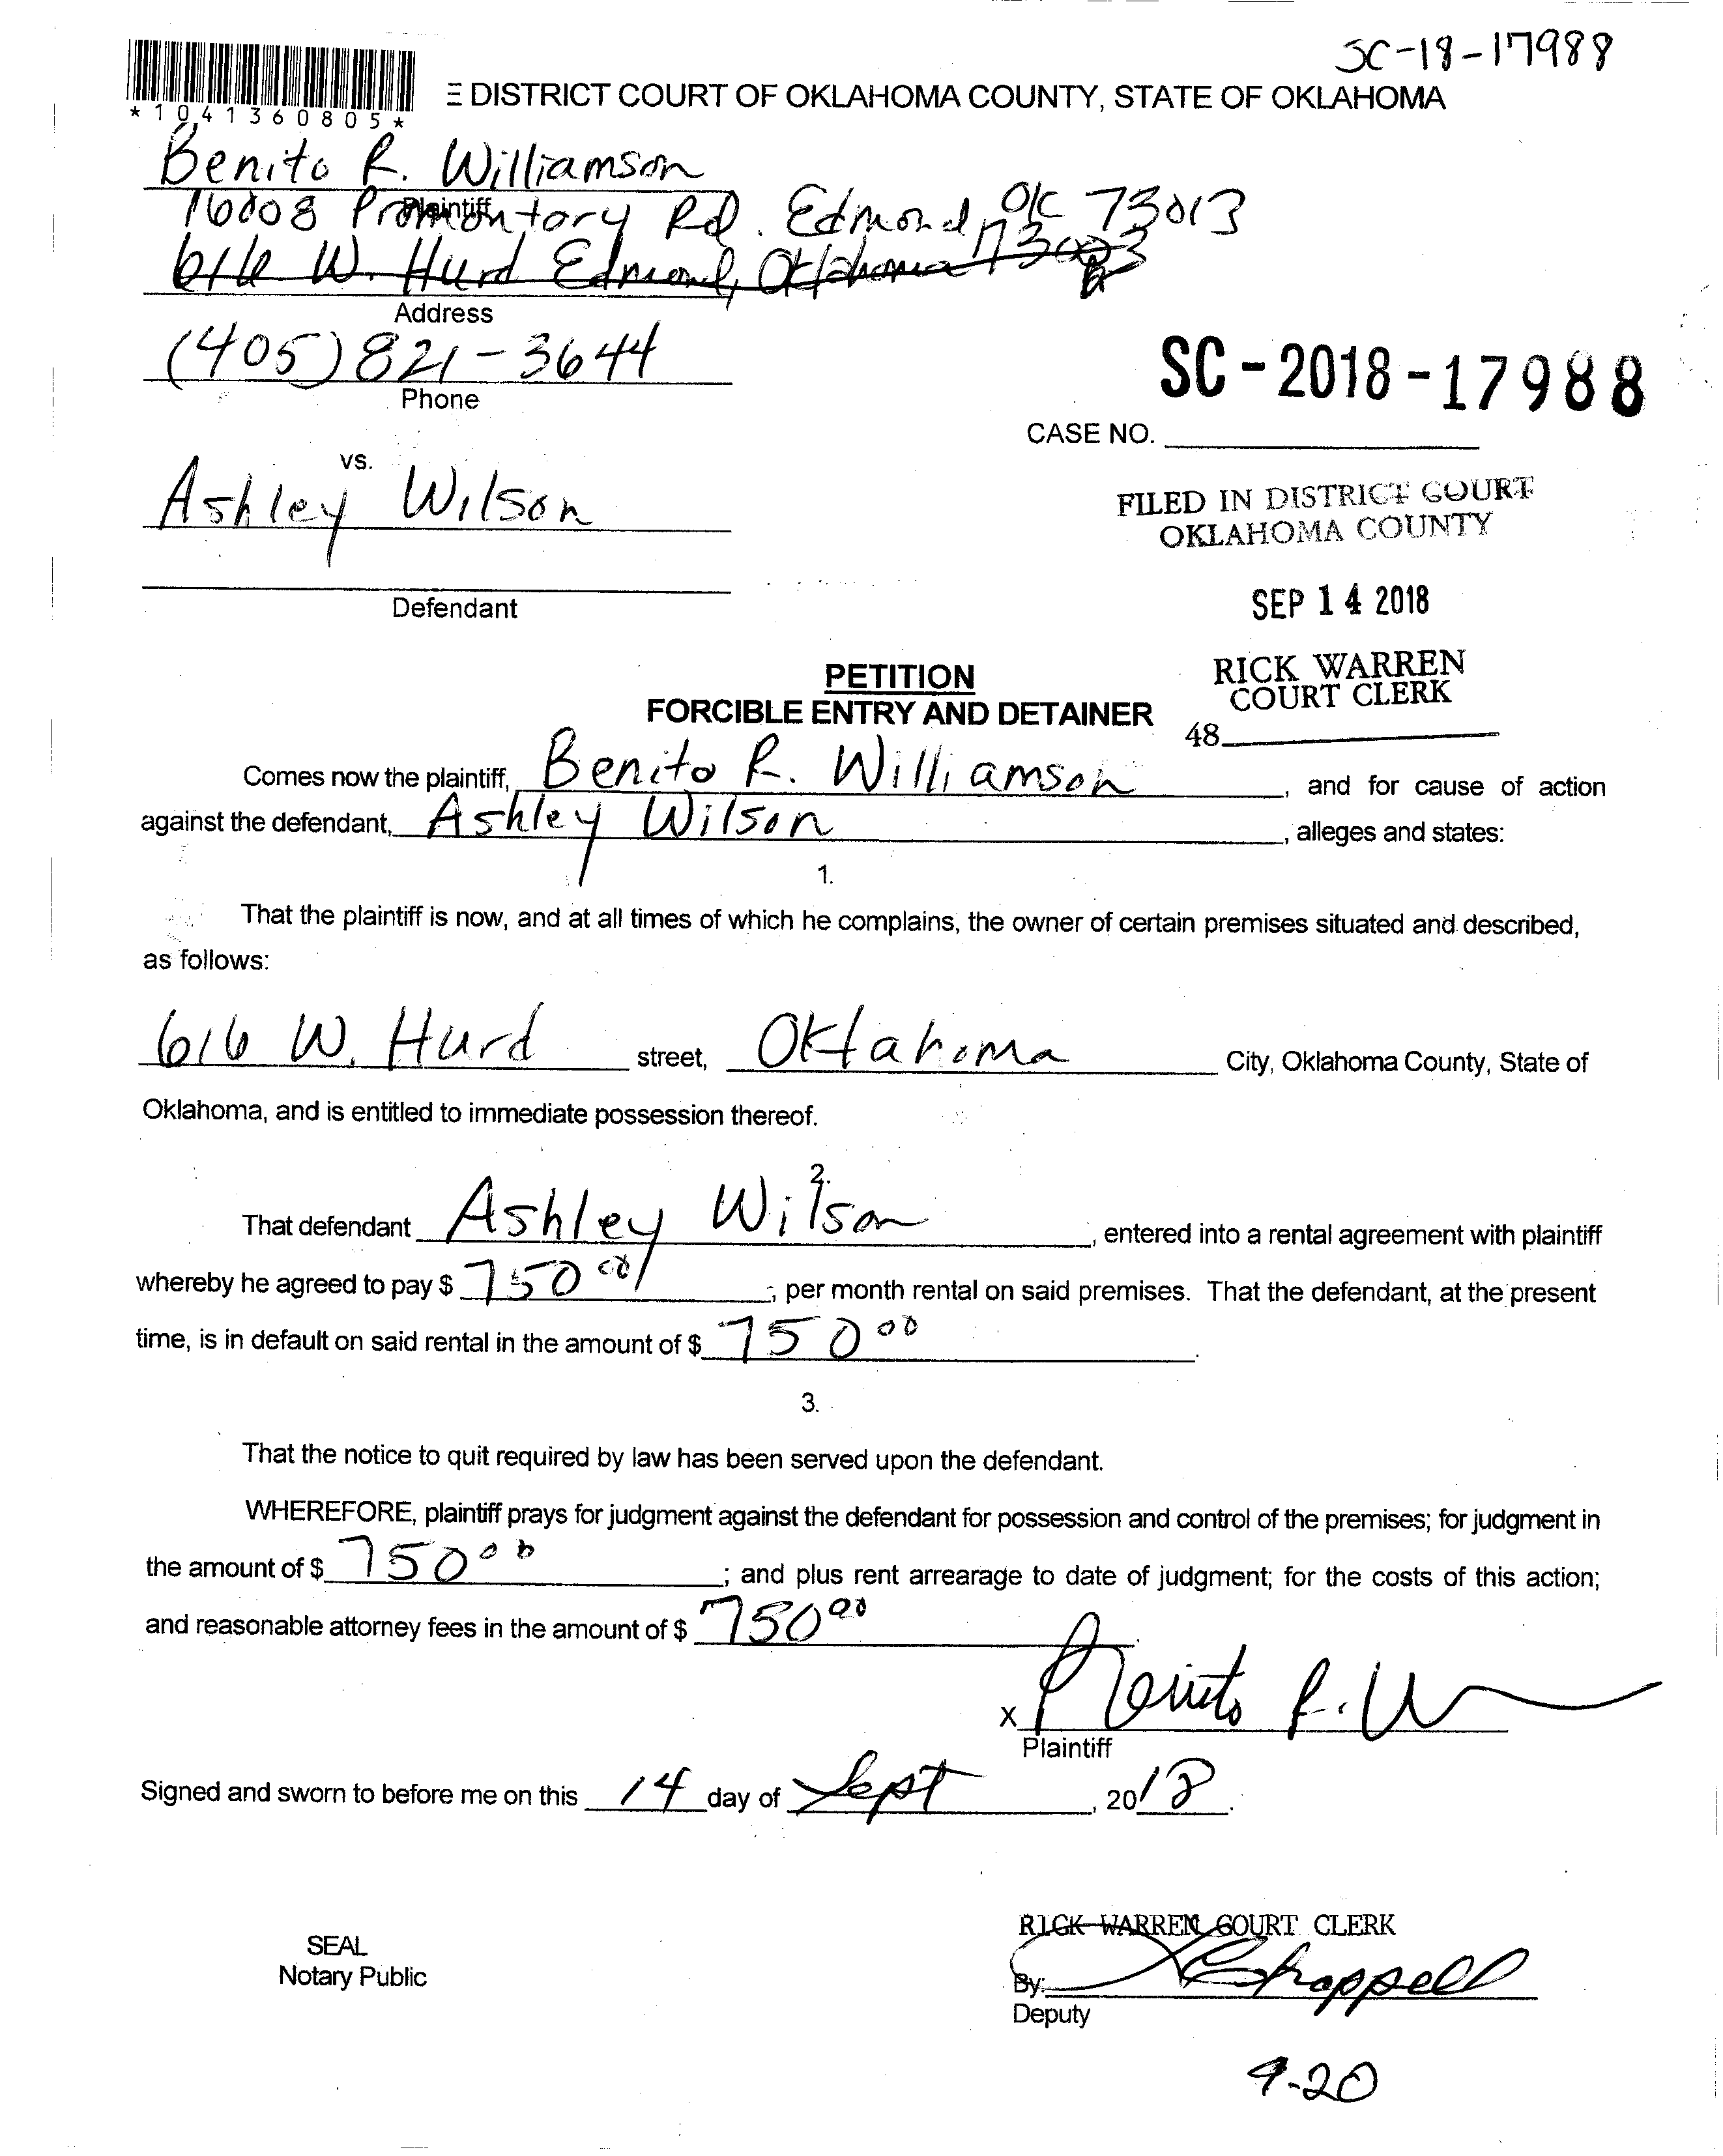 SC-18-17988
*1041360805*
E DISTRICT COURT OF OKLAHOMA COUNTY, STATE OF OKLAHOMA
Benito R. Williamson
Plaintiff
16008 Promontory Rd. Edmond, OK 73013
616 W. Hurd Edmond, Oklahoma
Address
(405) 821-3644
Phone
SC-2018-17988
CASE NO.
vs.
Ashley Wilson
FILED IN DISTRICT COURT
OKLAHOMA COUNTY
Defendant
SEP 14 2018
PETITION
FORCIBLE ENTRY AND DETAINER
RICK WARREN
COURT CLERK
48
Comes now the plaintiff, Benito R. Williamson, and for cause of action
against the defendant, Ashley Wilson, alleges and states:
1.
That the plaintiff is now, and at all times of which he complains, the owner of certain premises situated and described,
as follows:
616 W. Hurd street, Oklahoma City, Oklahoma County, State of
Oklahoma, and is entitled to immediate possession thereof.
2.
That defendant Ashley Wilson, entered into a rental agreement with plaintiff
whereby he agreed to pay $ 750 00; per month rental on said premises. That the defendant, at the present
time, is in default on said rental in the amount of $ 750 00.
3.
That the notice to quit required by law has been served upon the defendant.
WHEREFORE, plaintiff prays for judgment against the defendant for possession and control of the premises; for judgment in
the amount of $ 750 00; and plus rent arrearage to date of judgment; for the costs of this action;
and reasonable attorney fees in the amount of $ 750 00.
X Benito R. W
Plaintiff
Signed and sworn to before me on this 14 day of Sept, 2018.
RICK WARREN COURT CLERK
SEAL
Notary Public
By: Chappell
Deputy
9-20